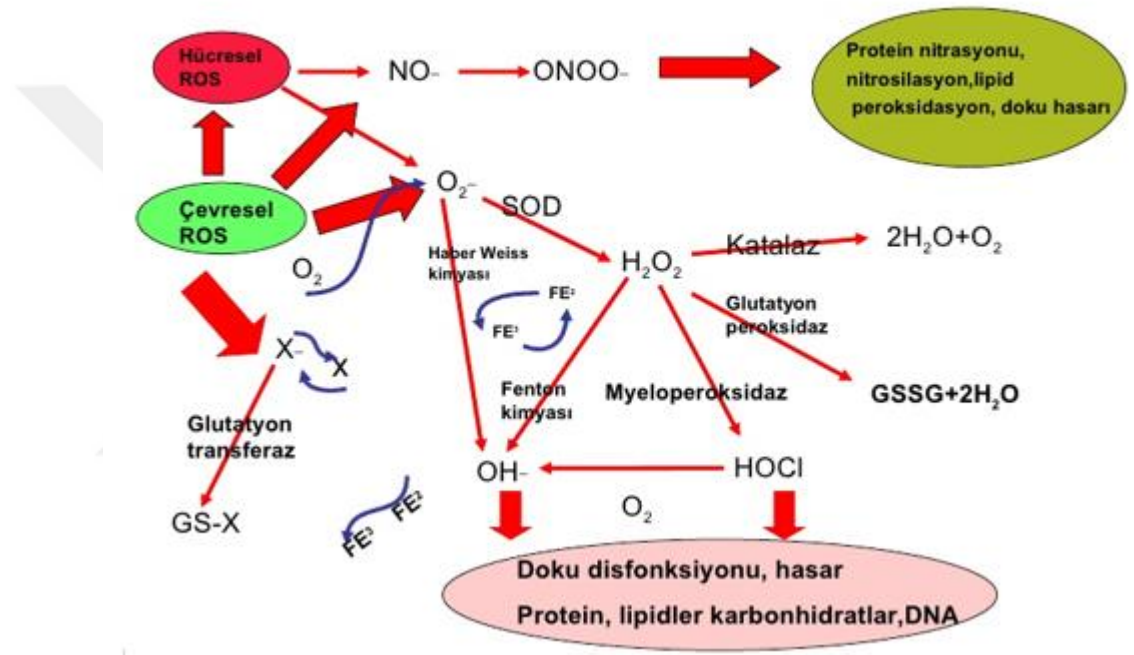 Hücresel
ROS
NO–
ONOO–
Protein nitrasyonu,
nitrosilasyon,lipid
peroksidasyon, doku hasarı
Çevresel
ROS
O₂–
SOD
O₂
Haber Weiss
kimyası
H₂O₂
Katalaz
2H₂O+O₂
FE²
FE³
Glutatyon
peroksidaz
X–
X
Fenton
kimyası
Myeloperoksidaz
GSSG+2H₂O
Glutatyon
transferaz
OH–
HOCl
GS-X
FE²
FE³
O₂
Doku disfonksiyonu, hasar
Protein, lipidler karbonhidratlar,DNA